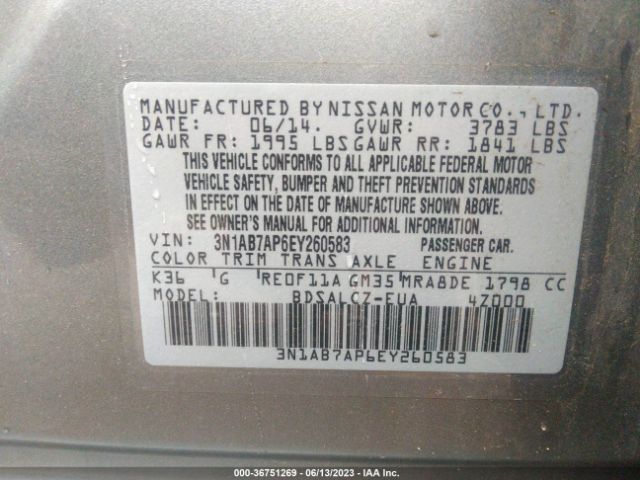 MANUFACTURED BY NISSAN MOTOR CO., LTD.
DATE: 06/14. GVWR: 3783 LBS
GAWR FR: 1995 LBS GAWR RR: 1841 LBS
THIS VEHICLE CONFORMS TO ALL APPLICABLE FEDERAL MOTOR
VEHICLE SAFETY, BUMPER AND THEFT PREVENTION STANDARDS
IN EFFECT ON THE DATE OF MANUFACTURE SHOWN ABOVE.
SEE OWNER'S MANUAL FOR ADDITIONAL INFORMATION.
VIN: 3N1AB7AP6EY260583 PASSENGER CAR.
COLOR TRIM TRANS AXLE ENGINE
K36 G RE0F11A GM35 MRA8DE 1798 CC
MODEL: BDSALCZ-EUA 4Z000
3N1AB7AP6EY260583
000-36751269 - 06/13/2023 - IAA Inc.